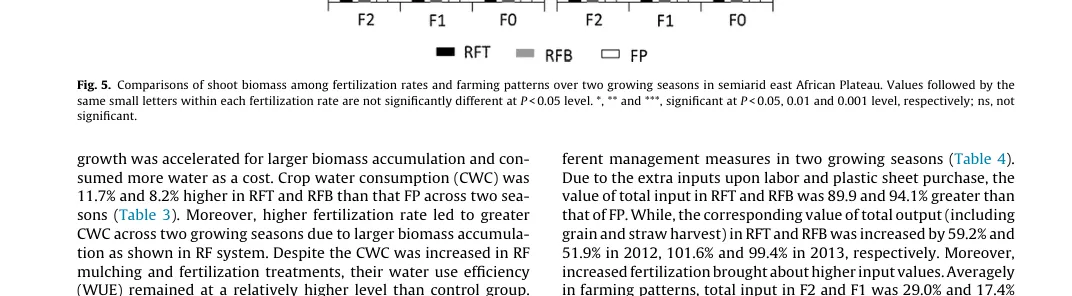 F2 F1 F0 F2 F1 F0
RFT RFB FP
Fig. 5. Comparisons of shoot biomass among fertilization rates and farming patterns over two growing seasons in semiarid east African Plateau. Values followed by the
same small letters within each fertilization rate are not significantly different at P < 0.05 level. *, ** and ***, significant at P < 0.05, 0.01 and 0.001 level, respectively; ns, not
significant.
growth was accelerated for larger biomass accumulation and con-
sumed more water as a cost. Crop water consumption (CWC) was
11.7% and 8.2% higher in RFT and RFB than that FP across two sea-
sons (Table 3). Moreover, higher fertilization rate led to greater
CWC across two growing seasons due to larger biomass accumula-
tion as shown in RF system. Despite the CWC was increased in RF
mulching and fertilization treatments, their water use efficiency
(WUE) remained at a relatively higher level than control group.
ferent management measures in two growing seasons (Table 4).
Due to the extra inputs upon labor and plastic sheet purchase, the
value of total input in RFT and RFB was 89.9 and 94.1% greater than
that of FP. While, the corresponding value of total output (including
grain and straw harvest) in RFT and RFB was increased by 59.2% and
51.9% in 2012, 101.6% and 99.4% in 2013, respectively. Moreover,
increased fertilization brought about higher input values. Averagely
in farming patterns, total input in F2 and F1 was 29.0% and 17.4%